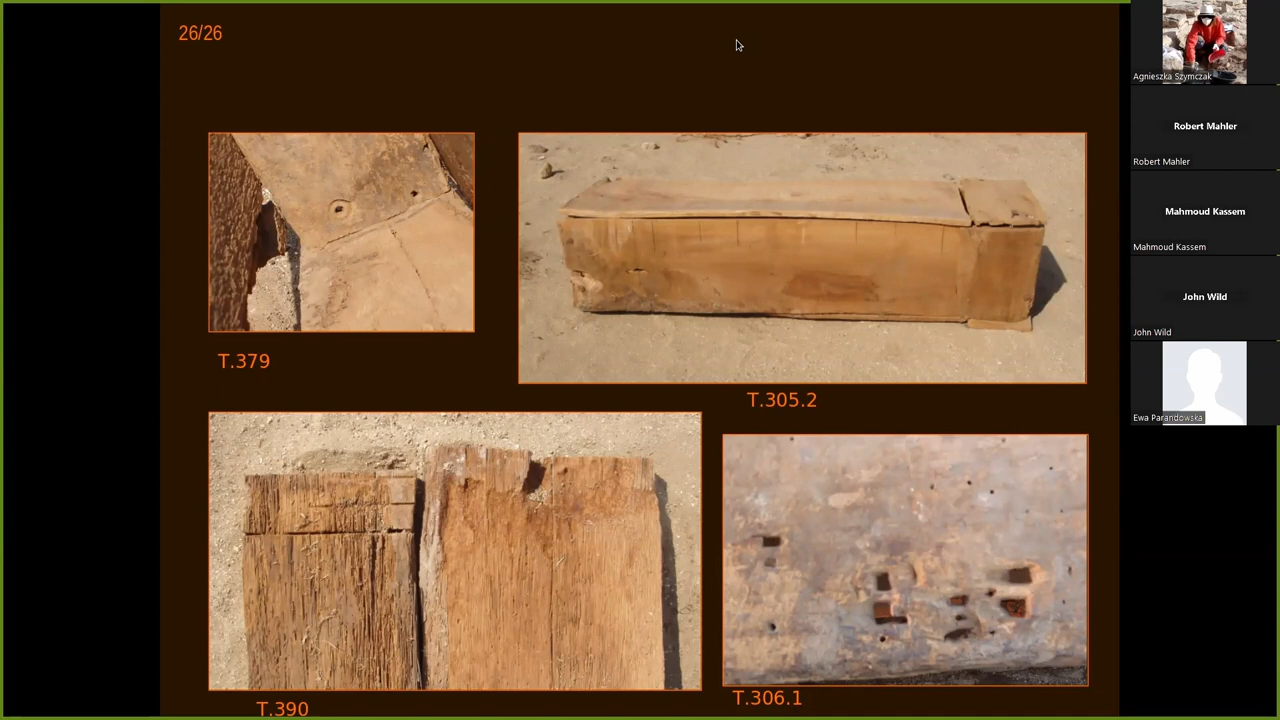 26/26
T.379
T.305.2
T.390
T.306.1
Agnieszka Szymczak
Robert Mahler
Robert Mahler
Mahmoud Kassem
Mahmoud Kassem
John Wild
John Wild
Ewa Parandowska